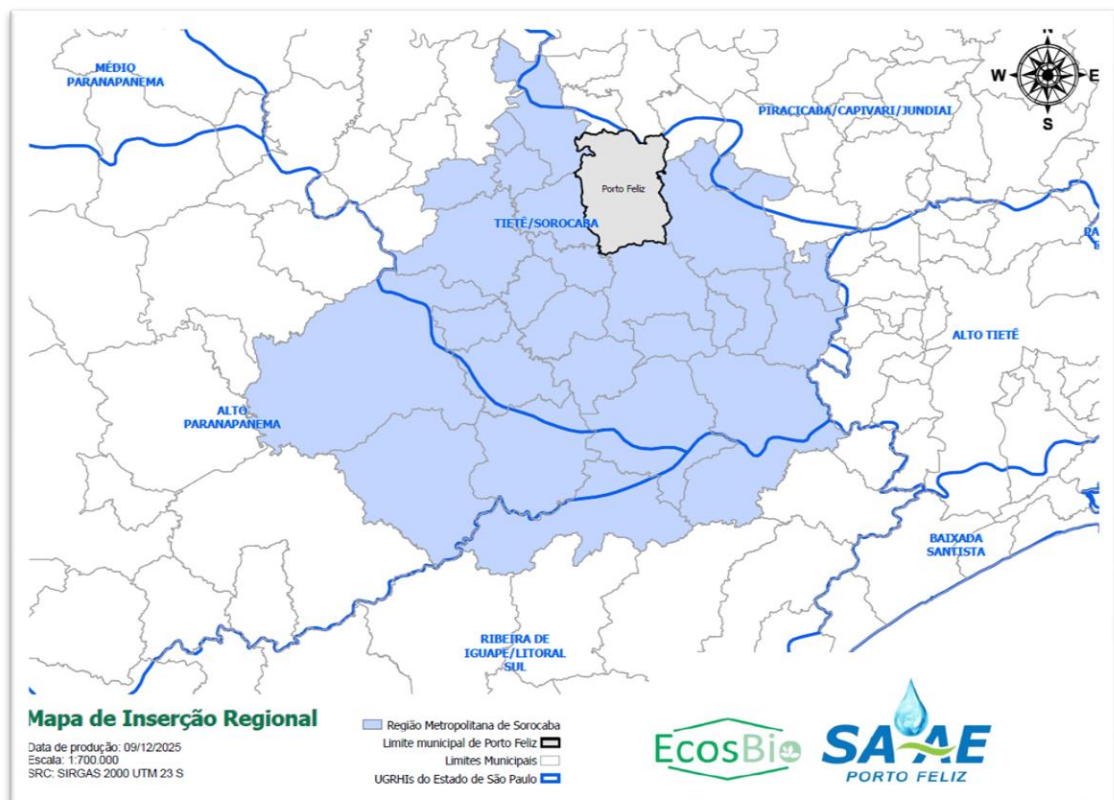 N
W
E
S
MÉDIO
PARANAPANEMA
PIRACICABA/CAPIVARI/JUNDIAI
Porto Feliz
TIETÊ/SOROCABA
ALTO TIETÊ
ALTO
PARANAPANEMA
BAIXADA
SANTISTA
RIBEIRA DE
IGUAPE/LITORAL
SUL
Mapa de Inserção Regional
Data de produção: 09/12/2025
Escala: 1:700.000
SRC: SIRGAS 2000 UTM 23 S
Região Metropolitana de Sorocaba
Limite municipal de Porto Feliz
Limites Municipais
UGRHIs do Estado de São Paulo
EcosBio
SAAE
PORTO FELIZ